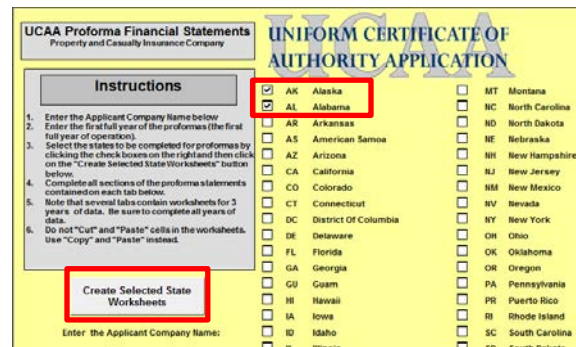 UCAA Proforma Financial Statements
Property and Casualty Insurance Company
UCAA
UNIFORM CERTIFICATE OF
AUTHORITY APPLICATION
Instructions
1. Enter the Applicant Company Name below
2. Enter the first full year of the proformas (the first
full year of operation).
3. Select the states to be completed for proformas by
clicking the check boxes on the right and then click
on the "Create Selected State Worksheets" button
below.
4. Complete all sections of the proforma statements
contained on each tab below.
5. Note that several tabs contain worksheets for 3
years of data. Be sure to complete all years of
data.
6. Do not "Cut" and "Paste" cells in the worksheets.
Use "Copy" and "Paste" instead.
Create Selected State
Worksheets
Enter the Applicant Company Name:
AK Alaska
AL Alabama
AR Arkansas
AS American Samoa
AZ Arizona
CA California
CO Colorado
CT Connecticut
DC District Of Columbia
DE Delaware
FL Florida
GA Georgia
GU Guam
HI Hawaii
IA Iowa
ID Idaho
MT Montana
NC North Carolina
ND North Dakota
NE Nebraska
NH New Hampshire
NJ New Jersey
NM New Mexico
NV Nevada
NY New York
OH Ohio
OK Oklahoma
OR Oregon
PA Pennsylvania
PR Puerto Rico
RI Rhode Island
SC South Carolina